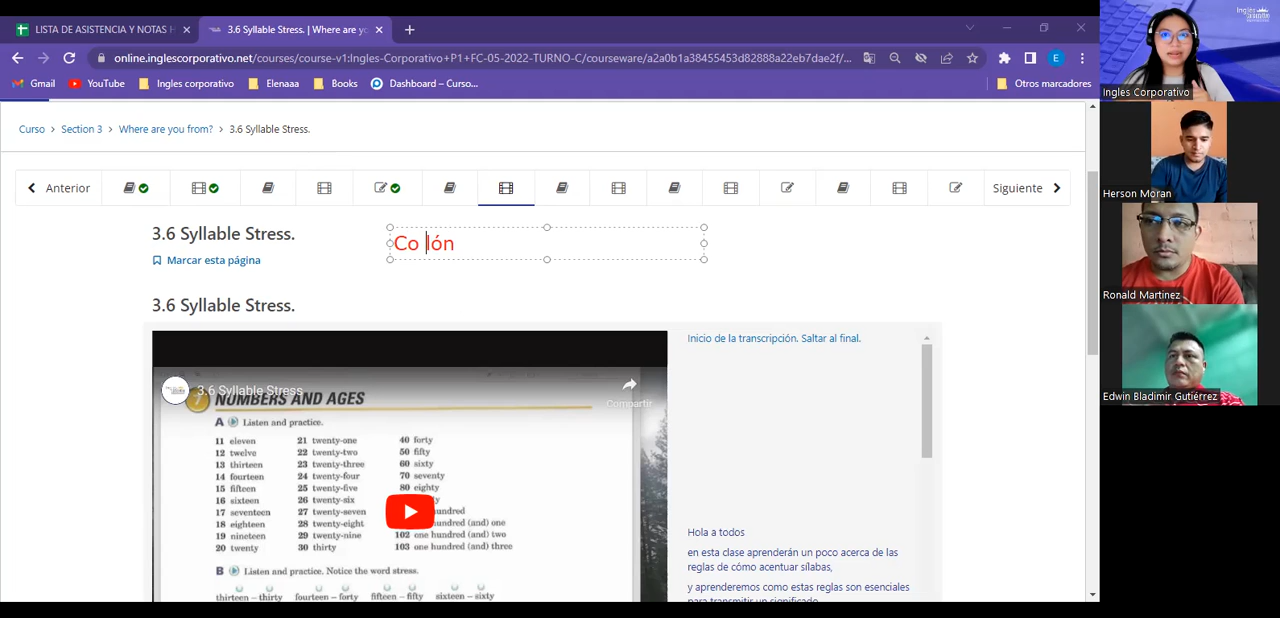 LISTA DE ASISTENCIA Y NOTAS H
3.6 Syllable Stress. | Where are yo
online.inglescorporativo.net/courses/course-v1:Ingles-Corporativo+P1+FC-05-2022-TURNO-C/courseware/a2a0b1a38455453d82888a22eb7dae2f/...
E
Gmail YouTube Ingles corporativo Elenaaa Books Dashboard – Curso... Otros marcadores
Curso Section 3 Where are you from? 3.6 Syllable Stress.
Anterior Siguiente
3.6 Syllable Stress.
Co lón
Marcar esta página
3.6 Syllable Stress.
3.6 Syllable Stress
Compartir
7 NUMBERS AND AGES
A Listen and practice.
11 eleven 21 twenty-one 40 forty
12 twelve 22 twenty-two 50 fifty
13 thirteen 23 twenty-three 60 sixty
14 fourteen 24 twenty-four 70 seventy
15 fifteen 25 twenty-five 80 eighty
16 sixteen 26 twenty-six
17 seventeen 27 twenty-seven hundred
18 eighteen 28 twenty-eight hundred (and) one
19 nineteen 29 twenty-nine 102 one hundred (and) two
20 twenty 30 thirty 103 one hundred (and) three
B Listen and practice. Notice the word stress.
thirteen – thirty fourteen – forty fifteen – fifty sixteen – sixty
Inicio de la transcripción. Saltar al final.
Hola a todos
en esta clase aprenderán un poco acerca de las
reglas de cómo acentuar sílabas,
y aprenderemos como estas reglas son esenciales
para transmitir un significado
Ingles Corporativo
Herson Moran
Ronald Martinez
Edwin Bladimir Gutiérrez